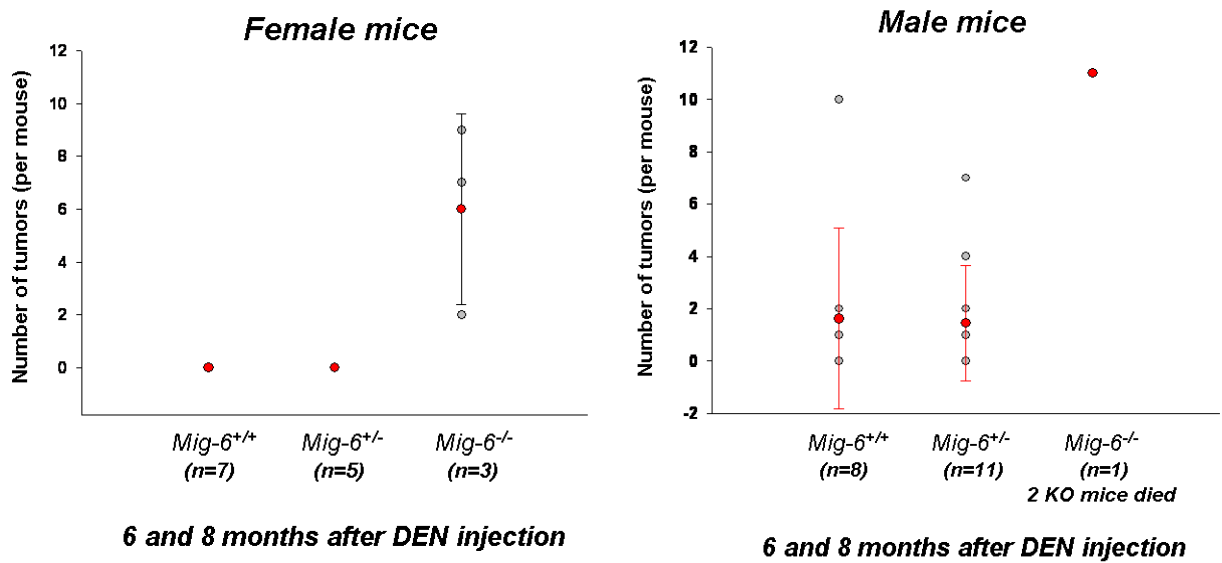 Female mice
Number of tumors (per mouse)
12
10
8
6
4
2
0
Mig-6+/+
(n=7)
Mig-6+/-
(n=5)
Mig-6-/-
(n=3)
6 and 8 months after DEN injection
Male mice
Number of tumors (per mouse)
12
10
8
6
4
2
0
-2
Mig-6+/+
(n=8)
Mig-6+/-
(n=11)
Mig-6-/-
(n=1)
2 KO mice died
6 and 8 months after DEN injection